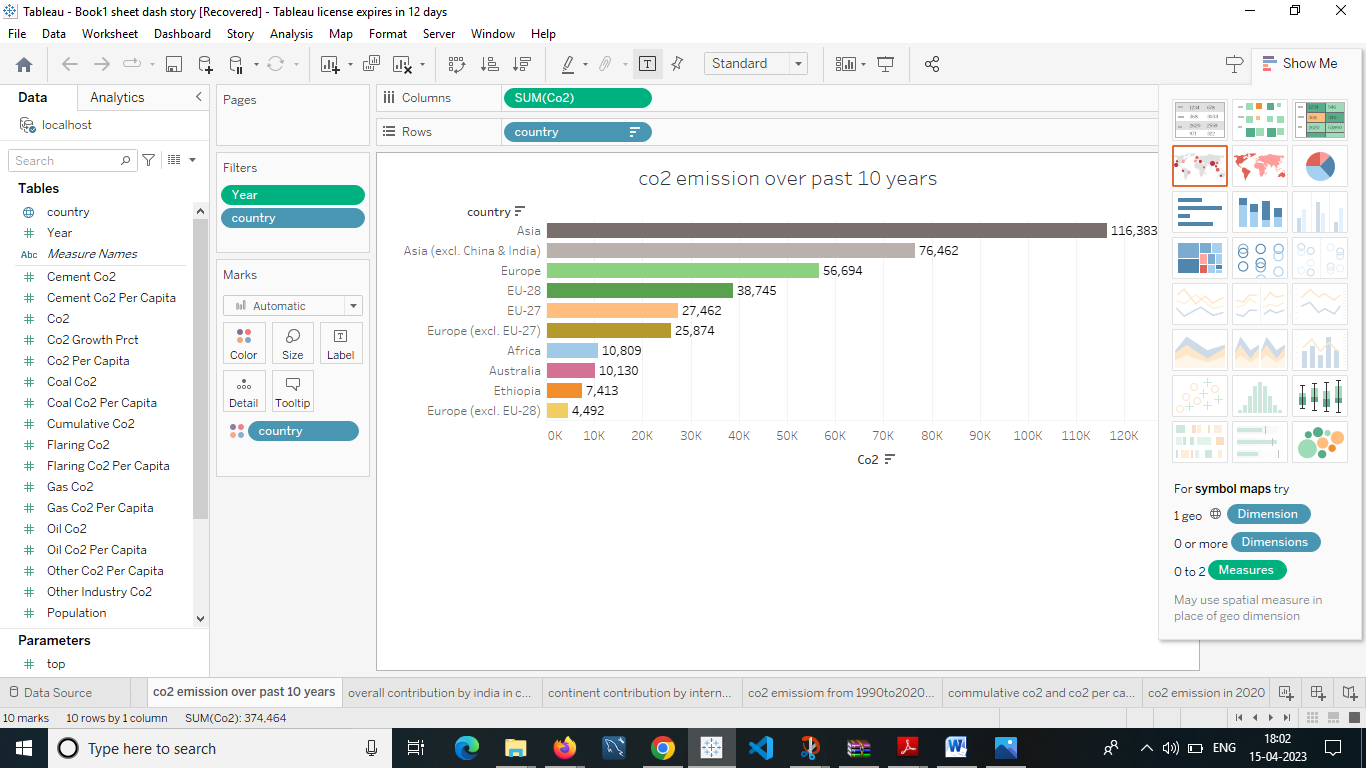 Tableau - Book1 sheet dash story [Recovered] - Tableau license expires in 12 days
File Data Worksheet Dashboard Story Analysis Map Format Server Window Help
Standard
Show Me
Data Analytics
localhost
Search
Tables
country
Year
Abc Measure Names
Cement Co2
Cement Co2 Per Capita
Co2
Co2 Growth Prct
Co2 Per Capita
Coal Co2
Coal Co2 Per Capita
Cumulative Co2
Flaring Co2
Flaring Co2 Per Capita
Gas Co2
Gas Co2 Per Capita
Oil Co2
Oil Co2 Per Capita
Other Co2 Per Capita
Other Industry Co2
Population
Parameters
top
Pages
Filters
Year
country
Marks
Automatic
Color Size Label
Detail Tooltip
country
Columns SUM(Co2)
Rows country
co2 emission over past 10 years
country
Asia 116,383
Asia (excl. China & India) 76,462
Europe 56,694
EU-28 38,745
EU-27 27,462
Europe (excl. EU-27) 25,874
Africa 10,809
Australia 10,130
Ethiopia 7,413
Europe (excl. EU-28) 4,492
0K 10K 20K 30K 40K 50K 60K 70K 80K 90K 100K 110K 120K
Co2
For symbol maps try
1 geo Dimension
0 or more Dimensions
0 to 2 Measures
May use spatial measure in
place of geo dimension
Data Source co2 emission over past 10 years overall contribution by india in c... continent contribution by intern... co2 emissiom from 1990to2020... commulative co2 and co2 per ca... co2 emission in 2020
10 marks 10 rows by 1 column SUM(Co2): 374,464
Type here to search
ENG
18:02
15-04-2023